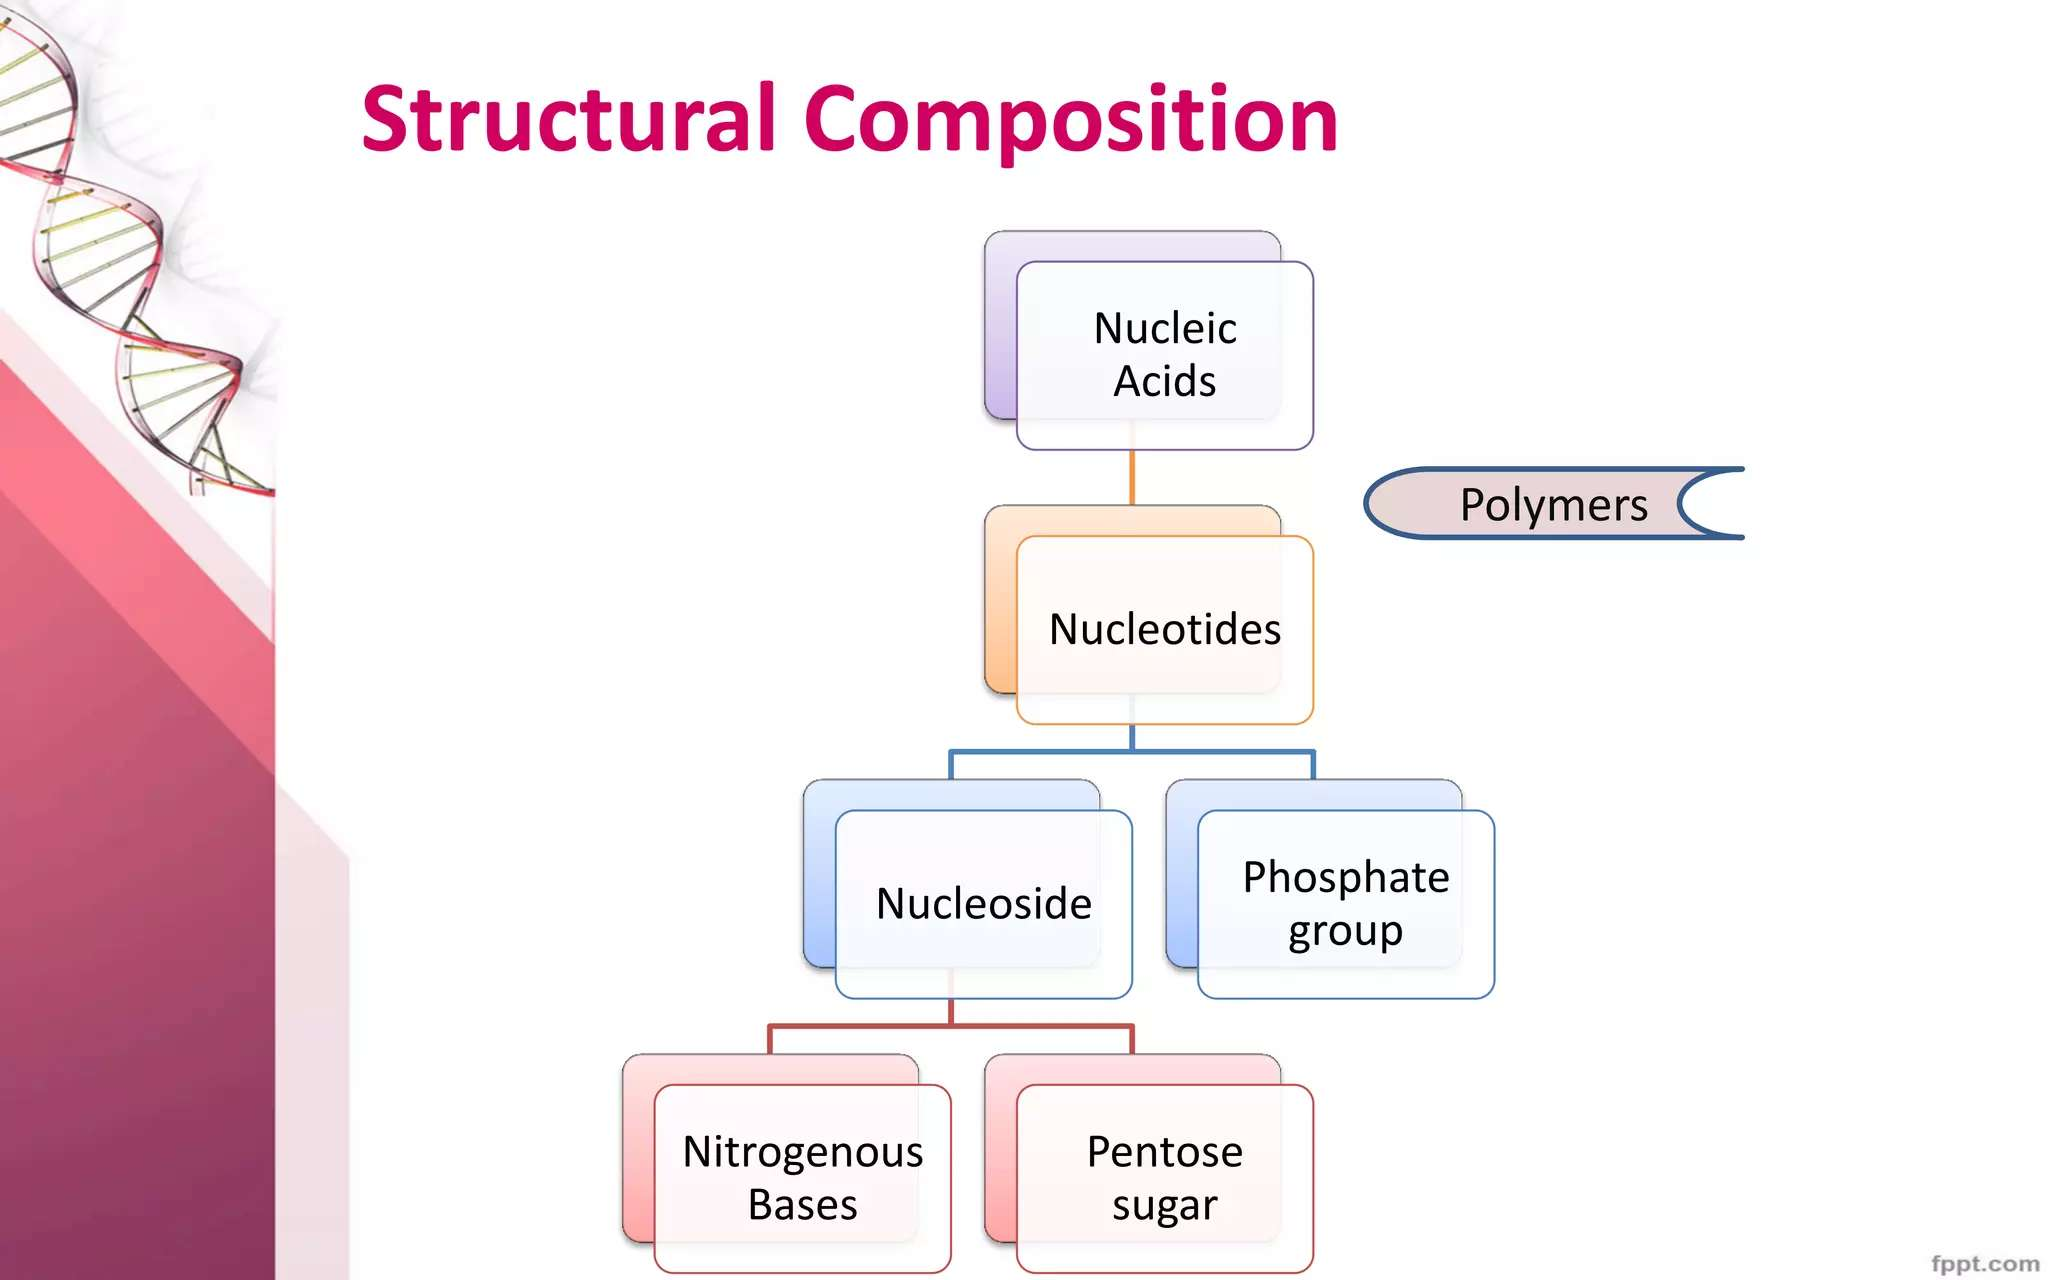 Structural Composition
Nucleic
Acids
Polymers
Nucleotides
Nucleoside
Phosphate
group
Nitrogenous
Bases
Pentose
sugar
fppt.com